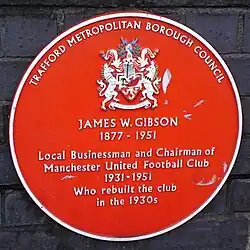 TRAFFORD METROPOLITAN BOROUGH COUNCIL
JAMES W. GIBSON
1877 - 1951
Local Businessman and Chairman of
Manchester United Football Club
1931-1951
Who rebuilt the club
in the 1930s